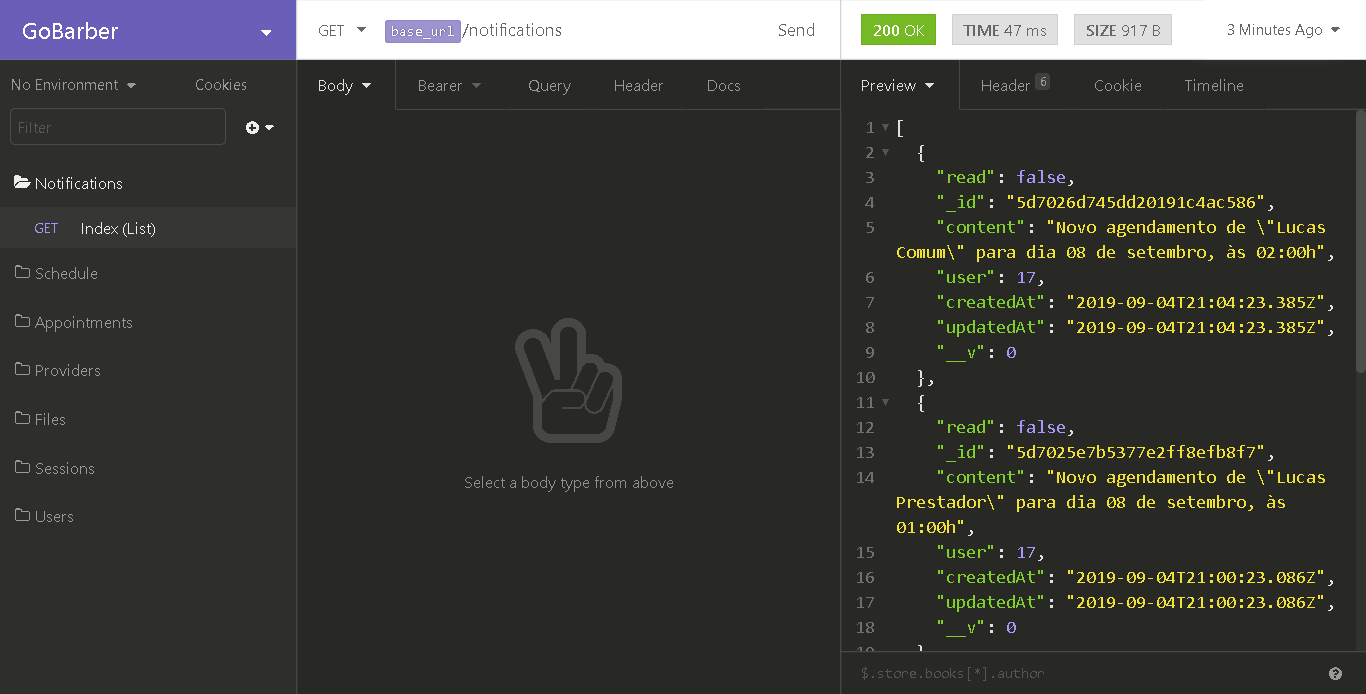 GoBarber
GET base_url/notifications Send
200 OK TIME 47 ms SIZE 917 B 3 Minutes Ago
No Environment Cookies
Filter
Notifications
GET Index (List)
Schedule
Appointments
Providers
Files
Sessions
Users
Body Bearer Query Header Docs
Select a body type from above
Preview Header 6 Cookie Timeline
1 [
2 {
3 "read": false,
4 "_id": "5d7026d745dd20191c4ac586",
5 "content": "Novo agendamento de \"Lucas
Comum\" para dia 08 de setembro, às 02:00h",
6 "user": 17,
7 "createdAt": "2019-09-04T21:04:23.385Z",
8 "updatedAt": "2019-09-04T21:04:23.385Z",
9 "__v": 0
10 },
11 {
12 "read": false,
13 "_id": "5d7025e7b5377e2ff8efb8f7",
14 "content": "Novo agendamento de \"Lucas
Prestador\" para dia 08 de setembro, às
01:00h",
15 "user": 17,
16 "createdAt": "2019-09-04T21:00:23.086Z",
17 "updatedAt": "2019-09-04T21:00:23.086Z",
18 "__v": 0
$.store.books[*].author